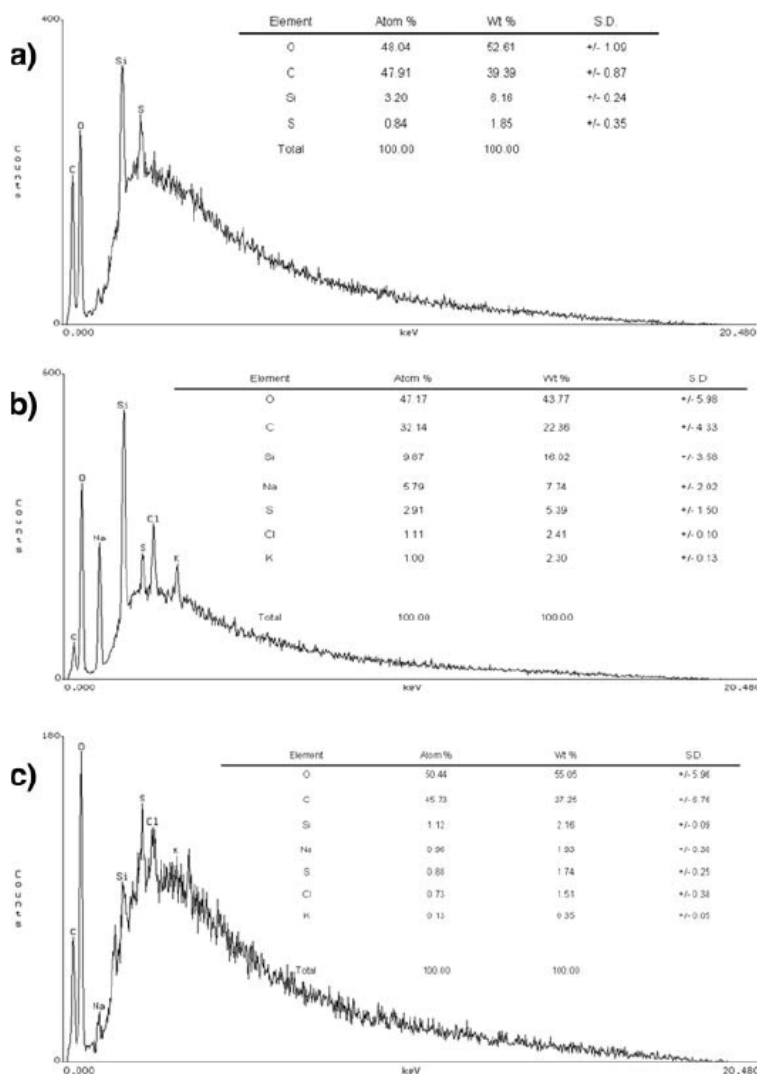 a)
400
Counts
0
C
O
Si
S
Element Atom % Wt % S.D.
O 48.04 52.61 +/- 1.09
C 47.91 39.39 +/- 0.87
Si 3.20 6.16 +/- 0.24
S 0.84 1.85 +/- 0.35
Total 100.00 100.00
0.000 keV 20.480
b)
600
Counts
0
C
O
Na
Si
S
Cl
K
Element Atom % Wt % S.D
O 47.17 43.77 +/- 5.98
C 32.14 22.36 +/- 4.33
Si 9.87 16.02 +/- 3.58
Na 5.79 7.74 +/- 2.02
S 2.91 5.39 +/- 1.50
Cl 1.11 2.41 +/- 0.10
K 1.00 2.30 +/- 0.13
Total 100.00 100.00
0.000 keV 20.480
c)
180
Counts
0
C
O
Na
Si
S
Cl
K
Element Atom % Wt % S.D.
O 50.44 55.05 +/- 5.96
C 45.73 37.25 +/- 6.76
Si 1.12 2.16 +/- 0.09
Na 0.96 1.93 +/- 0.36
S 0.88 1.74 +/- 0.25
Cl 0.73 1.51 +/- 0.38
K 0.13 0.35 +/- 0.05
Total 100.00 100.00
0.000 keV 20.480